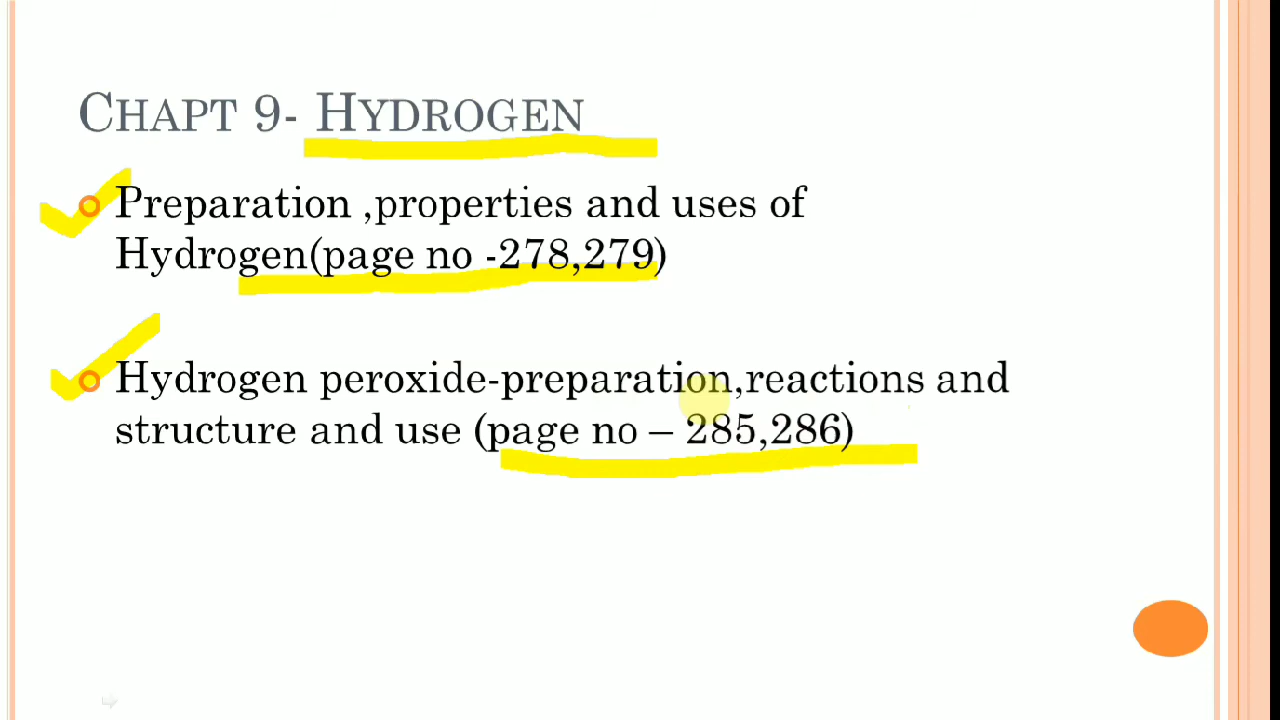 CHAPT 9- HYDROGEN
Preparation ,properties and uses of
Hydrogen(page no -278,279)
Hydrogen peroxide-preparation,reactions and
structure and use (page no – 285,286)